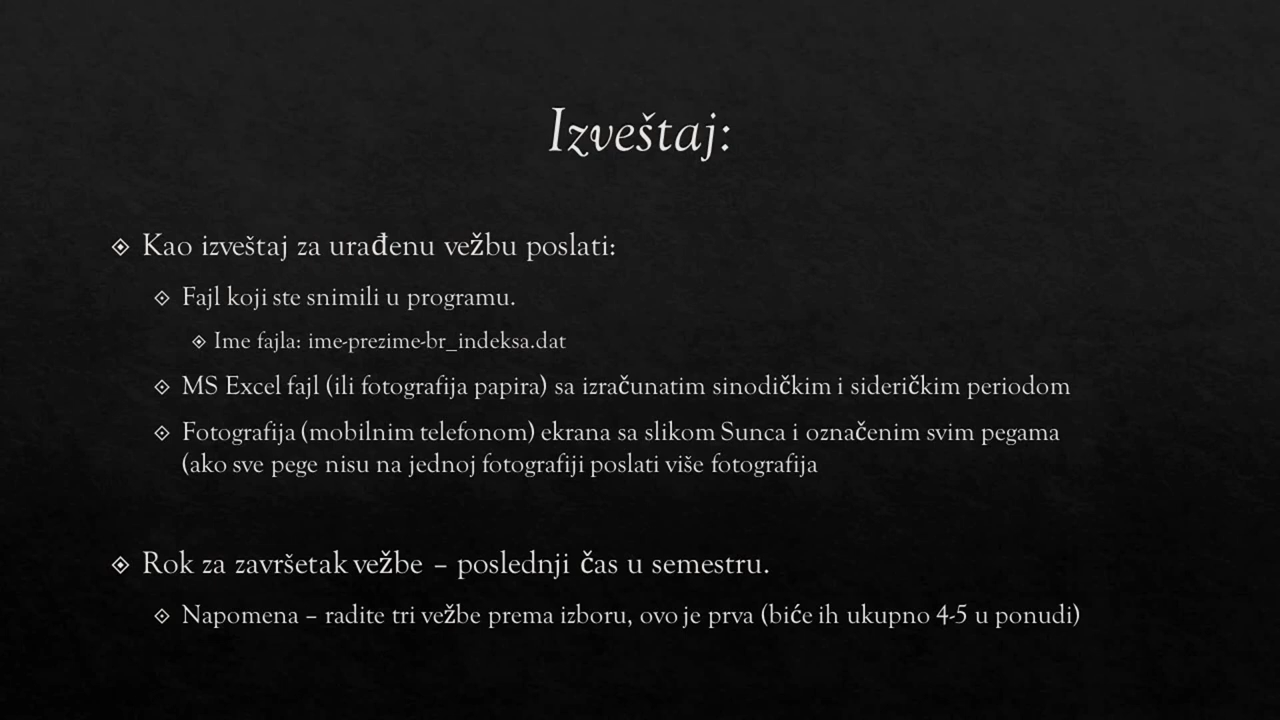 Izveštaj:
Kao izveštaj za urađenu vežbu poslati:
Fajl koji ste snimili u programu.
Ime fajla: ime-prezime-br_indeksa.dat
MS Excel fajl (ili fotografija papira) sa izračunatim sinodičkim i sideričkim periodom
Fotografija (mobilnim telefonom) ekrana sa slikom Sunca i označenim svim pegama
(ako sve pege nisu na jednoj fotografiji poslati više fotografija
Rok za završetak vežbe – poslednji čas u semestru.
Napomena – radite tri vežbe prema izboru, ovo je prva (biće ih ukupno 4-5 u ponudi)